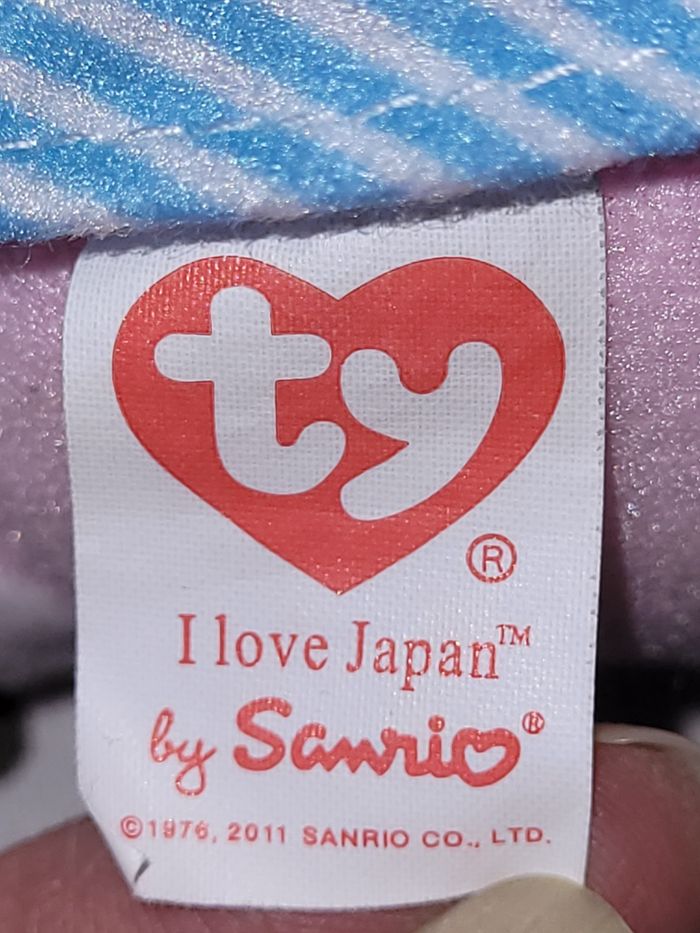 ty
®
I love Japan™
by Sanrio®
©1976, 2011 SANRIO CO., LTD.